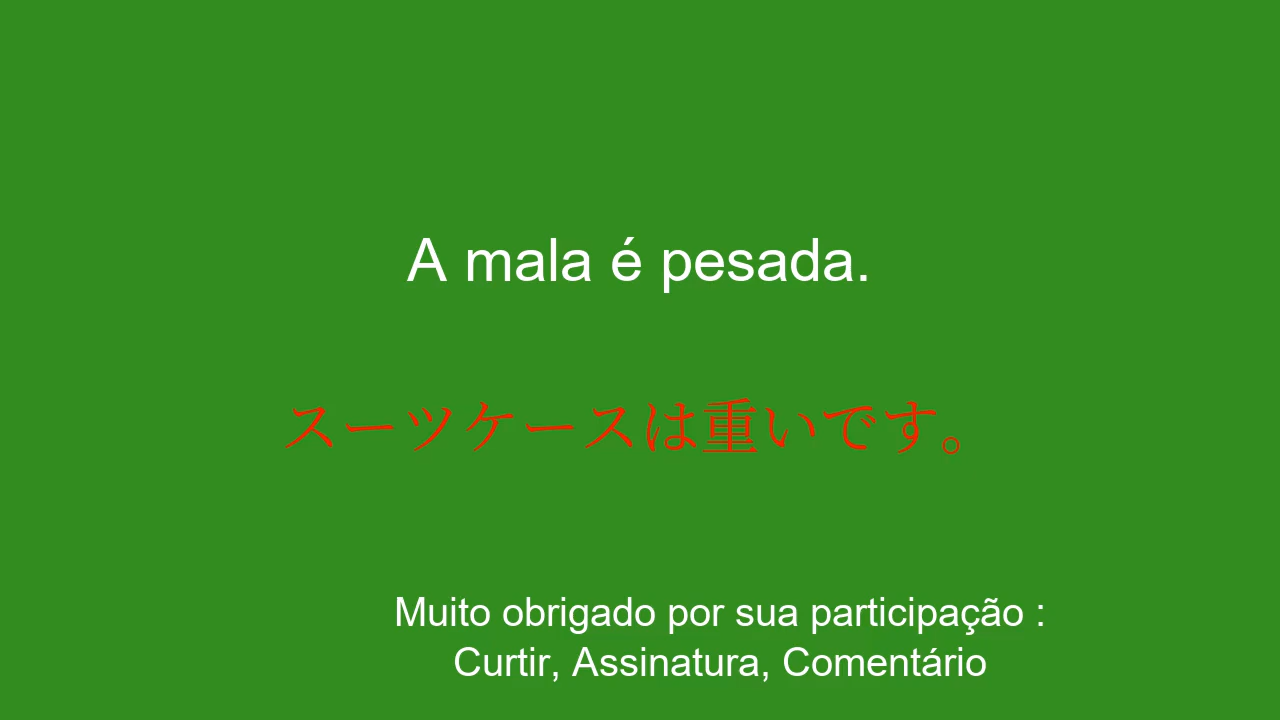 A mala é pesada.
スーツケースは重いです。
Muito obrigado por sua participação :
Curtir, Assinatura, Comentário